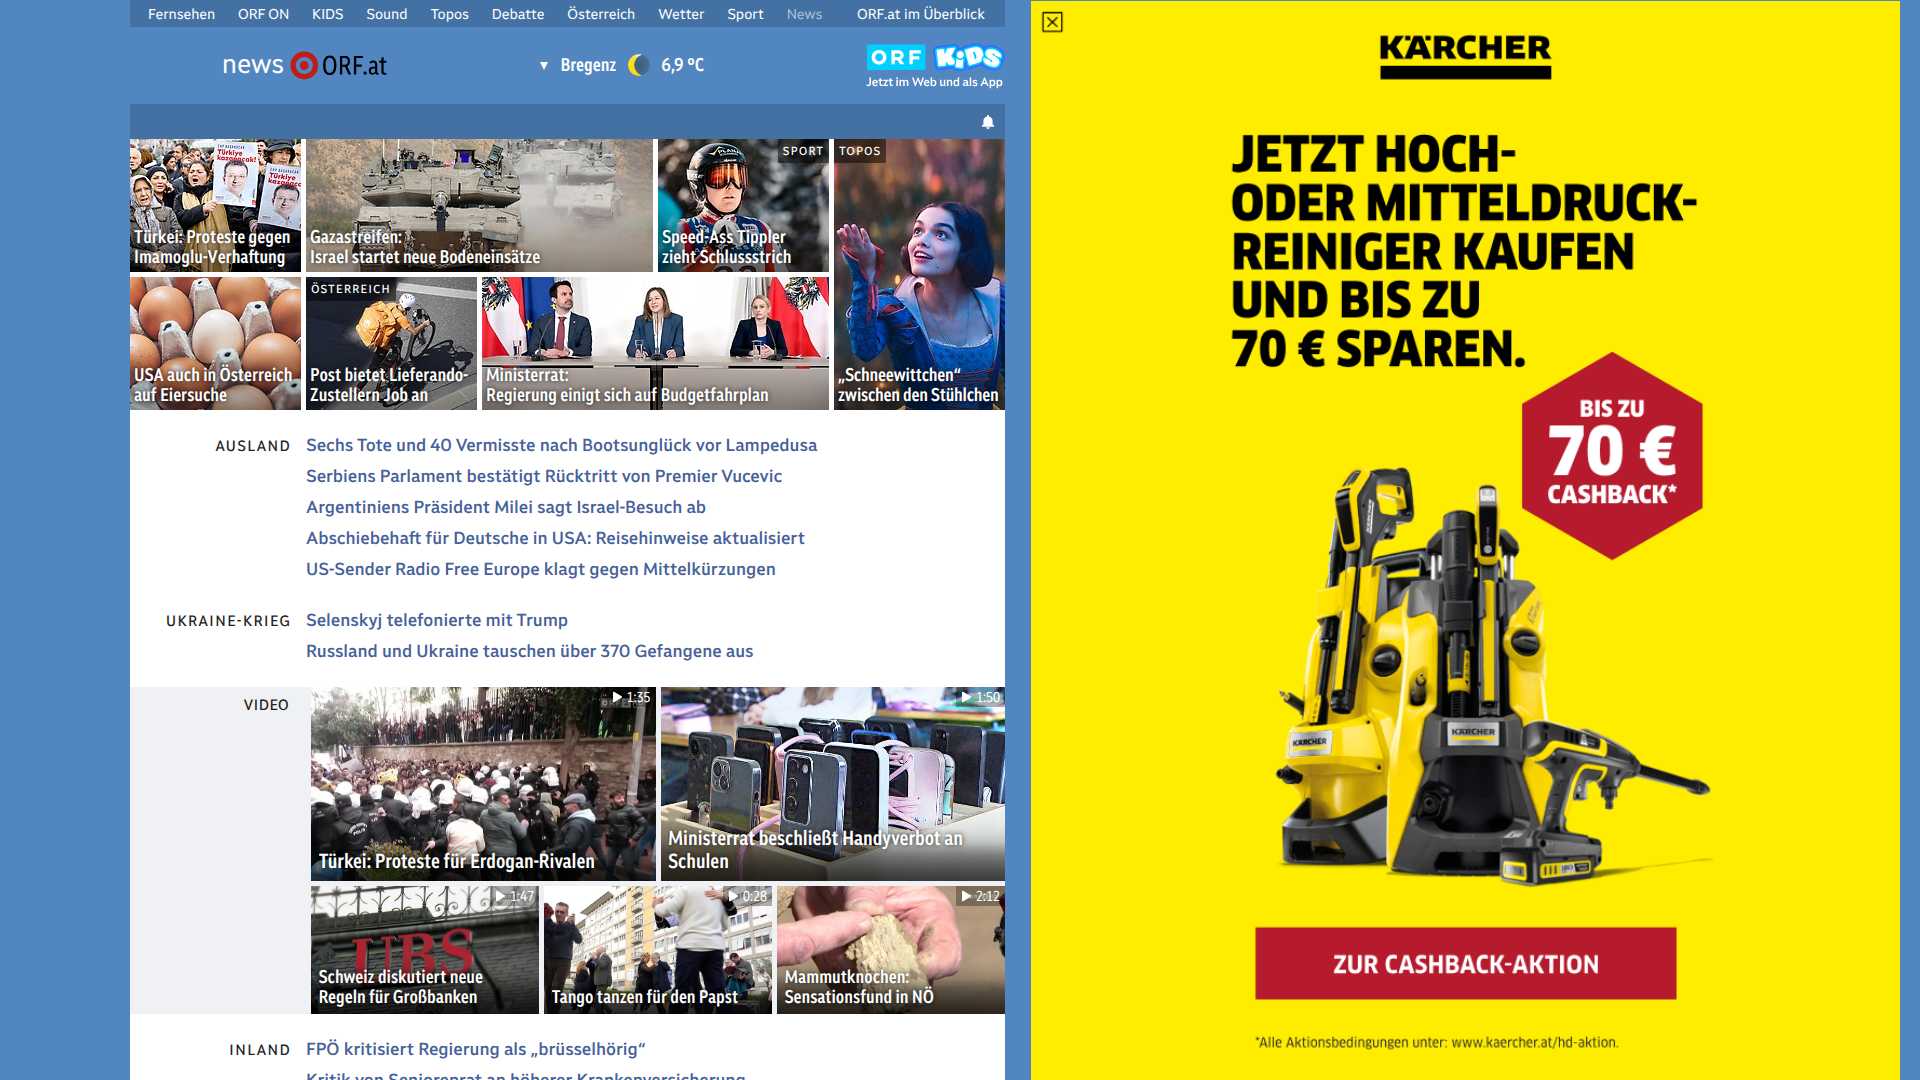 Fernsehen ORF ON KIDS Sound Topos Debatte Österreich Wetter Sport News ORF.at im Überblick
news ORF.at
Bregenz 6,9 °C
ORF KiDS
Jetzt im Web und als App
Türkiye kazanacak!
Türkei: Proteste gegen
Imamoglu-Verhaftung
Gazastreifen:
Israel startet neue Bodeneinsätze
SPORT
Speed-Ass Tippler
zieht Schlussstrich
TOPOS
„Schneewittchen“
zwischen den Stühlchen
USA auch in Österreich
auf Eiersuche
ÖSTERREICH
Post bietet Lieferando-
Zustellern Job an
Ministerrat:
Regierung einigt sich auf Budgetfahrplan
AUSLAND
Sechs Tote und 40 Vermisste nach Bootsunglück vor Lampedusa
Serbiens Parlament bestätigt Rücktritt von Premier Vucevic
Argentiniens Präsident Milei sagt Israel-Besuch ab
Abschiebehaft für Deutsche in USA: Reisehinweise aktualisiert
US-Sender Radio Free Europe klagt gegen Mittelkürzungen
UKRAINE-KRIEG
Selenskyj telefonierte mit Trump
Russland und Ukraine tauschen über 370 Gefangene aus
VIDEO
1:35
Türkei: Proteste für Erdogan-Rivalen
1:50
Ministerrat beschließt Handyverbot an
Schulen
1:47
UBS
Schweiz diskutiert neue
Regeln für Großbanken
0:28
Tango tanzen für den Papst
2:12
Mammutknochen:
Sensationsfund in NÖ
INLAND
FPÖ kritisiert Regierung als „brüsselhörig“
Kritik von Seniorenrat an höherer Krankenversicherung
KÄRCHER
JETZT HOCH-
ODER MITTELDRUCK-
REINIGER KAUFEN
UND BIS ZU
70 € SPAREN.
BIS ZU
70 €
CASHBACK*
KÄRCHER
KÄRCHER
ZUR CASHBACK-AKTION
*Alle Aktionsbedingungen unter: www.kaercher.at/hd-aktion.